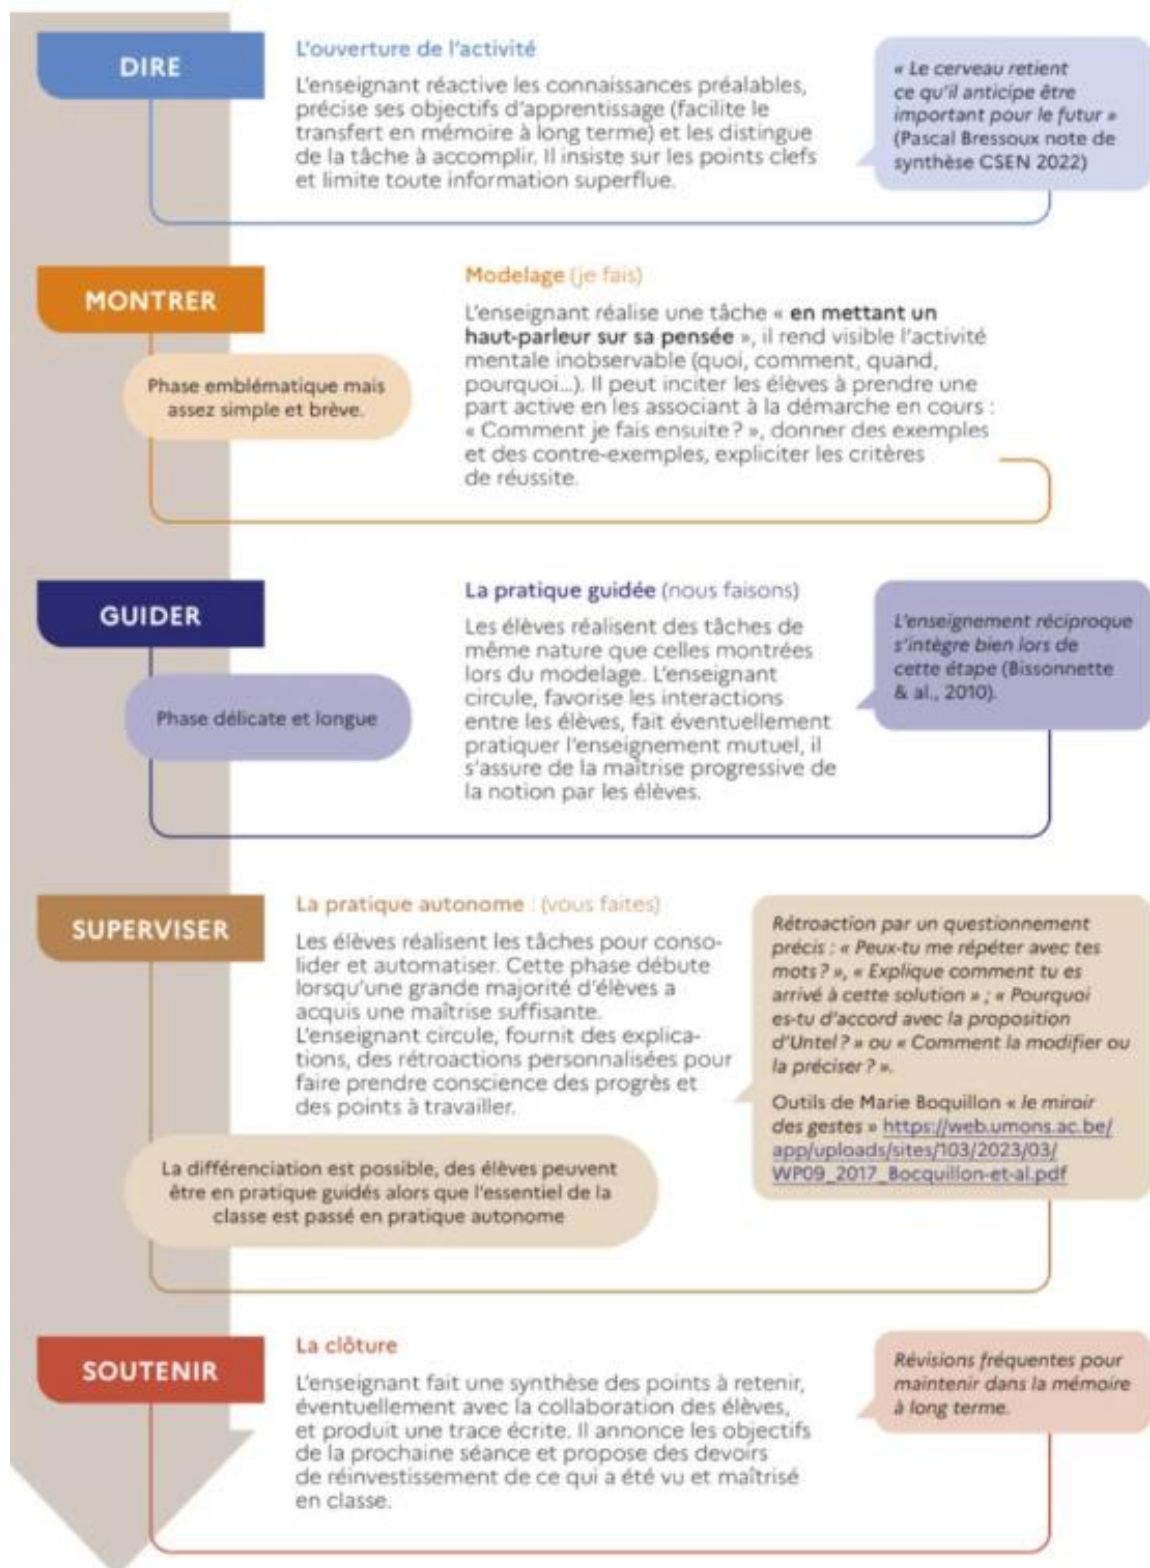 DIRE
L'ouverture de l'activité
L'enseignant réactive les connaissances préalables,
précise ses objectifs d'apprentissage (facilite le
transfert en mémoire à long terme) et les distingue
de la tâche à accomplir. Il insiste sur les points clefs
et limite toute information superflue.
« Le cerveau retient
ce qu'il anticipe être
important pour le futur »
(Pascal Bressoux note de
synthèse CSEN 2022)
MONTRER
Phase emblématique mais
assez simple et brève.
Modelage (je fais)
L'enseignant réalise une tâche « en mettant un
haut-parleur sur sa pensée », il rend visible l'activité
mentale inobservable (quoi, comment, quand,
pourquoi...). Il peut inciter les élèves à prendre une
part active en les associant à la démarche en cours :
« Comment je fais ensuite ? », donner des exemples
et des contre-exemples, expliciter les critères
de réussite.
GUIDER
Phase délicate et longue
La pratique guidée (nous faisons)
Les élèves réalisent des tâches de
même nature que celles montrées
lors du modelage. L'enseignant
circule, favorise les interactions
entre les élèves, fait éventuellement
pratiquer l'enseignement mutuel, il
s'assure de la maîtrise progressive de
la notion par les élèves.
L'enseignement réciproque
s'intègre bien lors de
cette étape (Bissonnette
& al., 2010).
SUPERVISER
La pratique autonome : (vous faites)
Les élèves réalisent les tâches pour conso-
lider et automatiser. Cette phase débute
lorsqu'une grande majorité d'élèves a
acquis une maîtrise suffisante.
L'enseignant circule, fournit des explica-
tions, des rétroactions personnalisées pour
faire prendre conscience des progrès et
des points à travailler.
La différenciation est possible, des élèves peuvent
être en pratique guidés alors que l'essentiel de la
classe est passé en pratique autonome
Rétroaction par un questionnement
précis : « Peux-tu me répéter avec tes
mots ? », « Explique comment tu es
arrivé à cette solution » ; « Pourquoi
es-tu d'accord avec la proposition
d'Untel ? » ou « Comment la modifier ou
la préciser ? ».
Outils de Marie Boquillon « le miroir
des gestes » https://web.umons.ac.be/
app/uploads/sites/103/2023/03/
WP09_2017_Bocquillon-et-al.pdf
SOUTENIR
La clôture
L'enseignant fait une synthèse des points à retenir,
éventuellement avec la collaboration des élèves,
et produit une trace écrite. Il annonce les objectifs
de la prochaine séance et propose des devoirs
de réinvestissement de ce qui a été vu et maîtrisé
en classe.
Révisions fréquentes pour
maintenir dans la mémoire
à long terme.